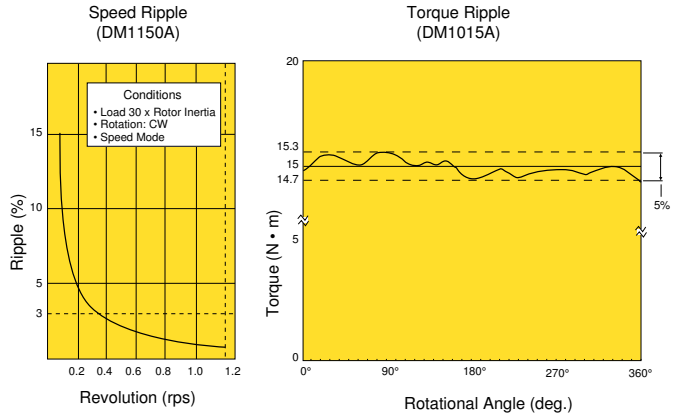 Speed Ripple
(DM1150A)
Conditions
• Load 30 x Rotor Inertia
• Rotation: CW
• Speed Mode
15
10
5
3
Ripple (%)
0.2 0.4 0.6 0.8 1.0 1.2
Revolution (rps)
Torque Ripple
(DM1015A)
20
15.3
15
14.7
5
0
Torque (N • m)
5%
0° 90° 180° 270° 360°
Rotational Angle (deg.)